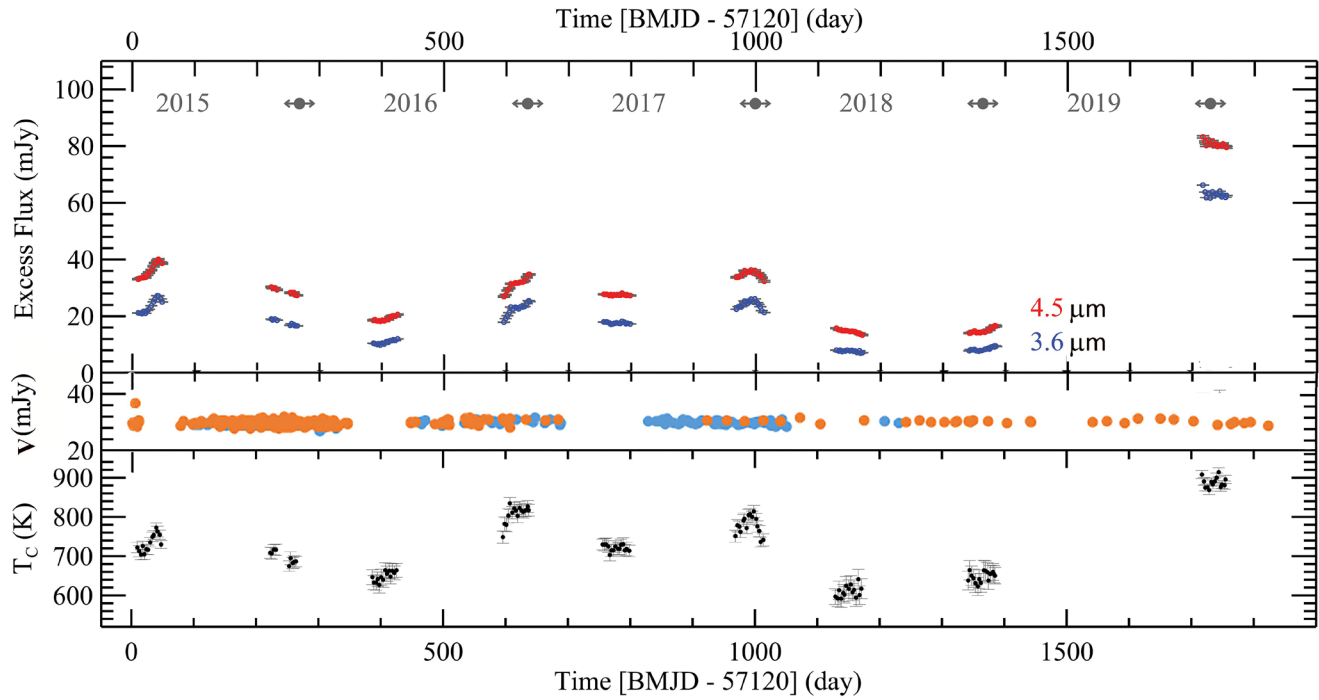 Time [BMJD - 57120] (day)
0 500 1000 1500
Excess Flux (mJy)
100
80
60
40
20
0
2015 2016 2017 2018 2019
4.5 μm
3.6 μm
V(mJy)
40
20
T_C (K)
900
800
700
600
0 500 1000 1500
Time [BMJD - 57120] (day)